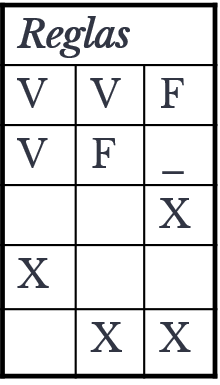 Reglas
V V F
V F _
X
X
X X